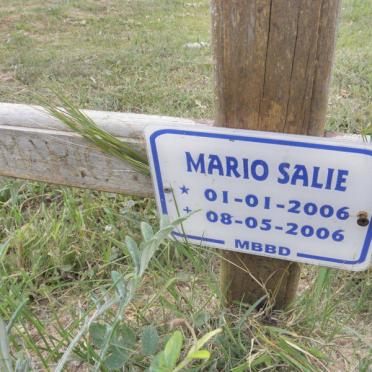 MARIO SALIE
★ 01-01-2006
+ 08-05-2006
MBBD